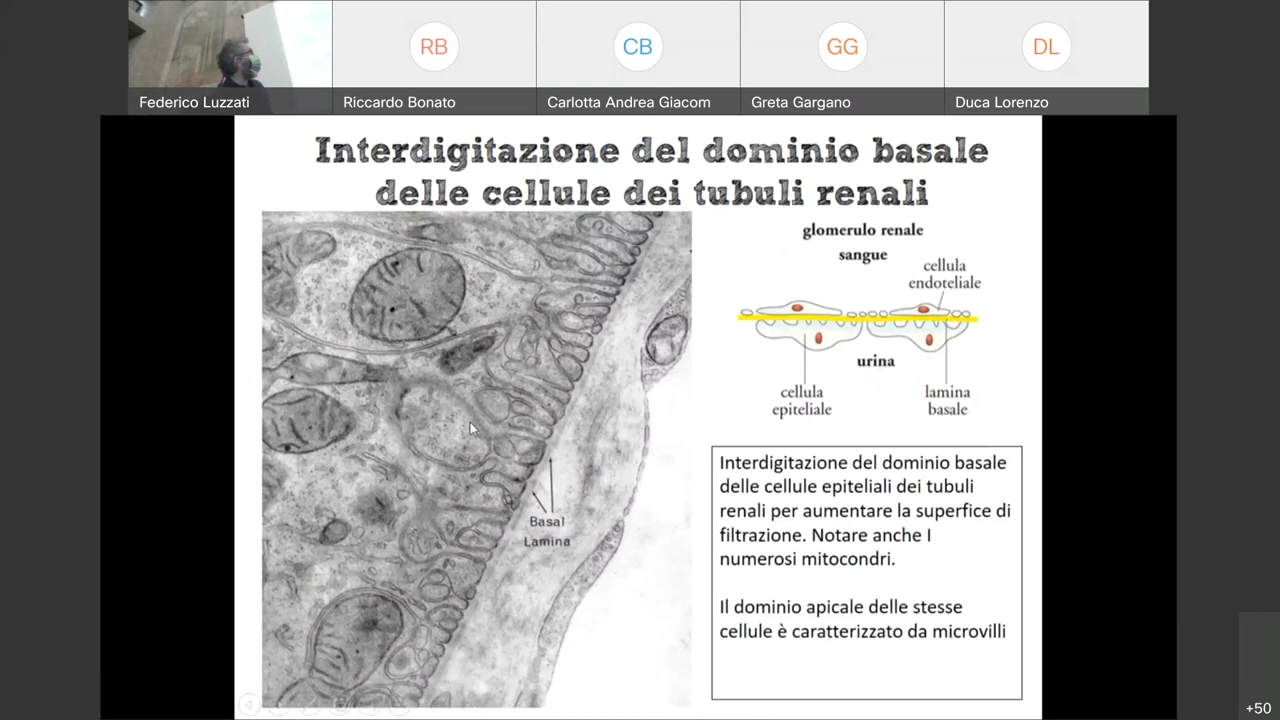 RB
CB
GG
DL
Federico Luzzati
Riccardo Bonato
Carlotta Andrea Giacom
Greta Gargano
Duca Lorenzo
Interdigitazione del dominio basale
delle cellule dei tubuli renali
glomerulo renale
sangue
cellula
endoteliale
urina
cellula
epiteliale
lamina
basale
Basal
Lamina
Interdigitazione del dominio basale
delle cellule epiteliali dei tubuli
renali per aumentare la superfice di
filtrazione. Notare anche I
numerosi mitocondri.
Il dominio apicale delle stesse
cellule è caratterizzato da microvilli
+50